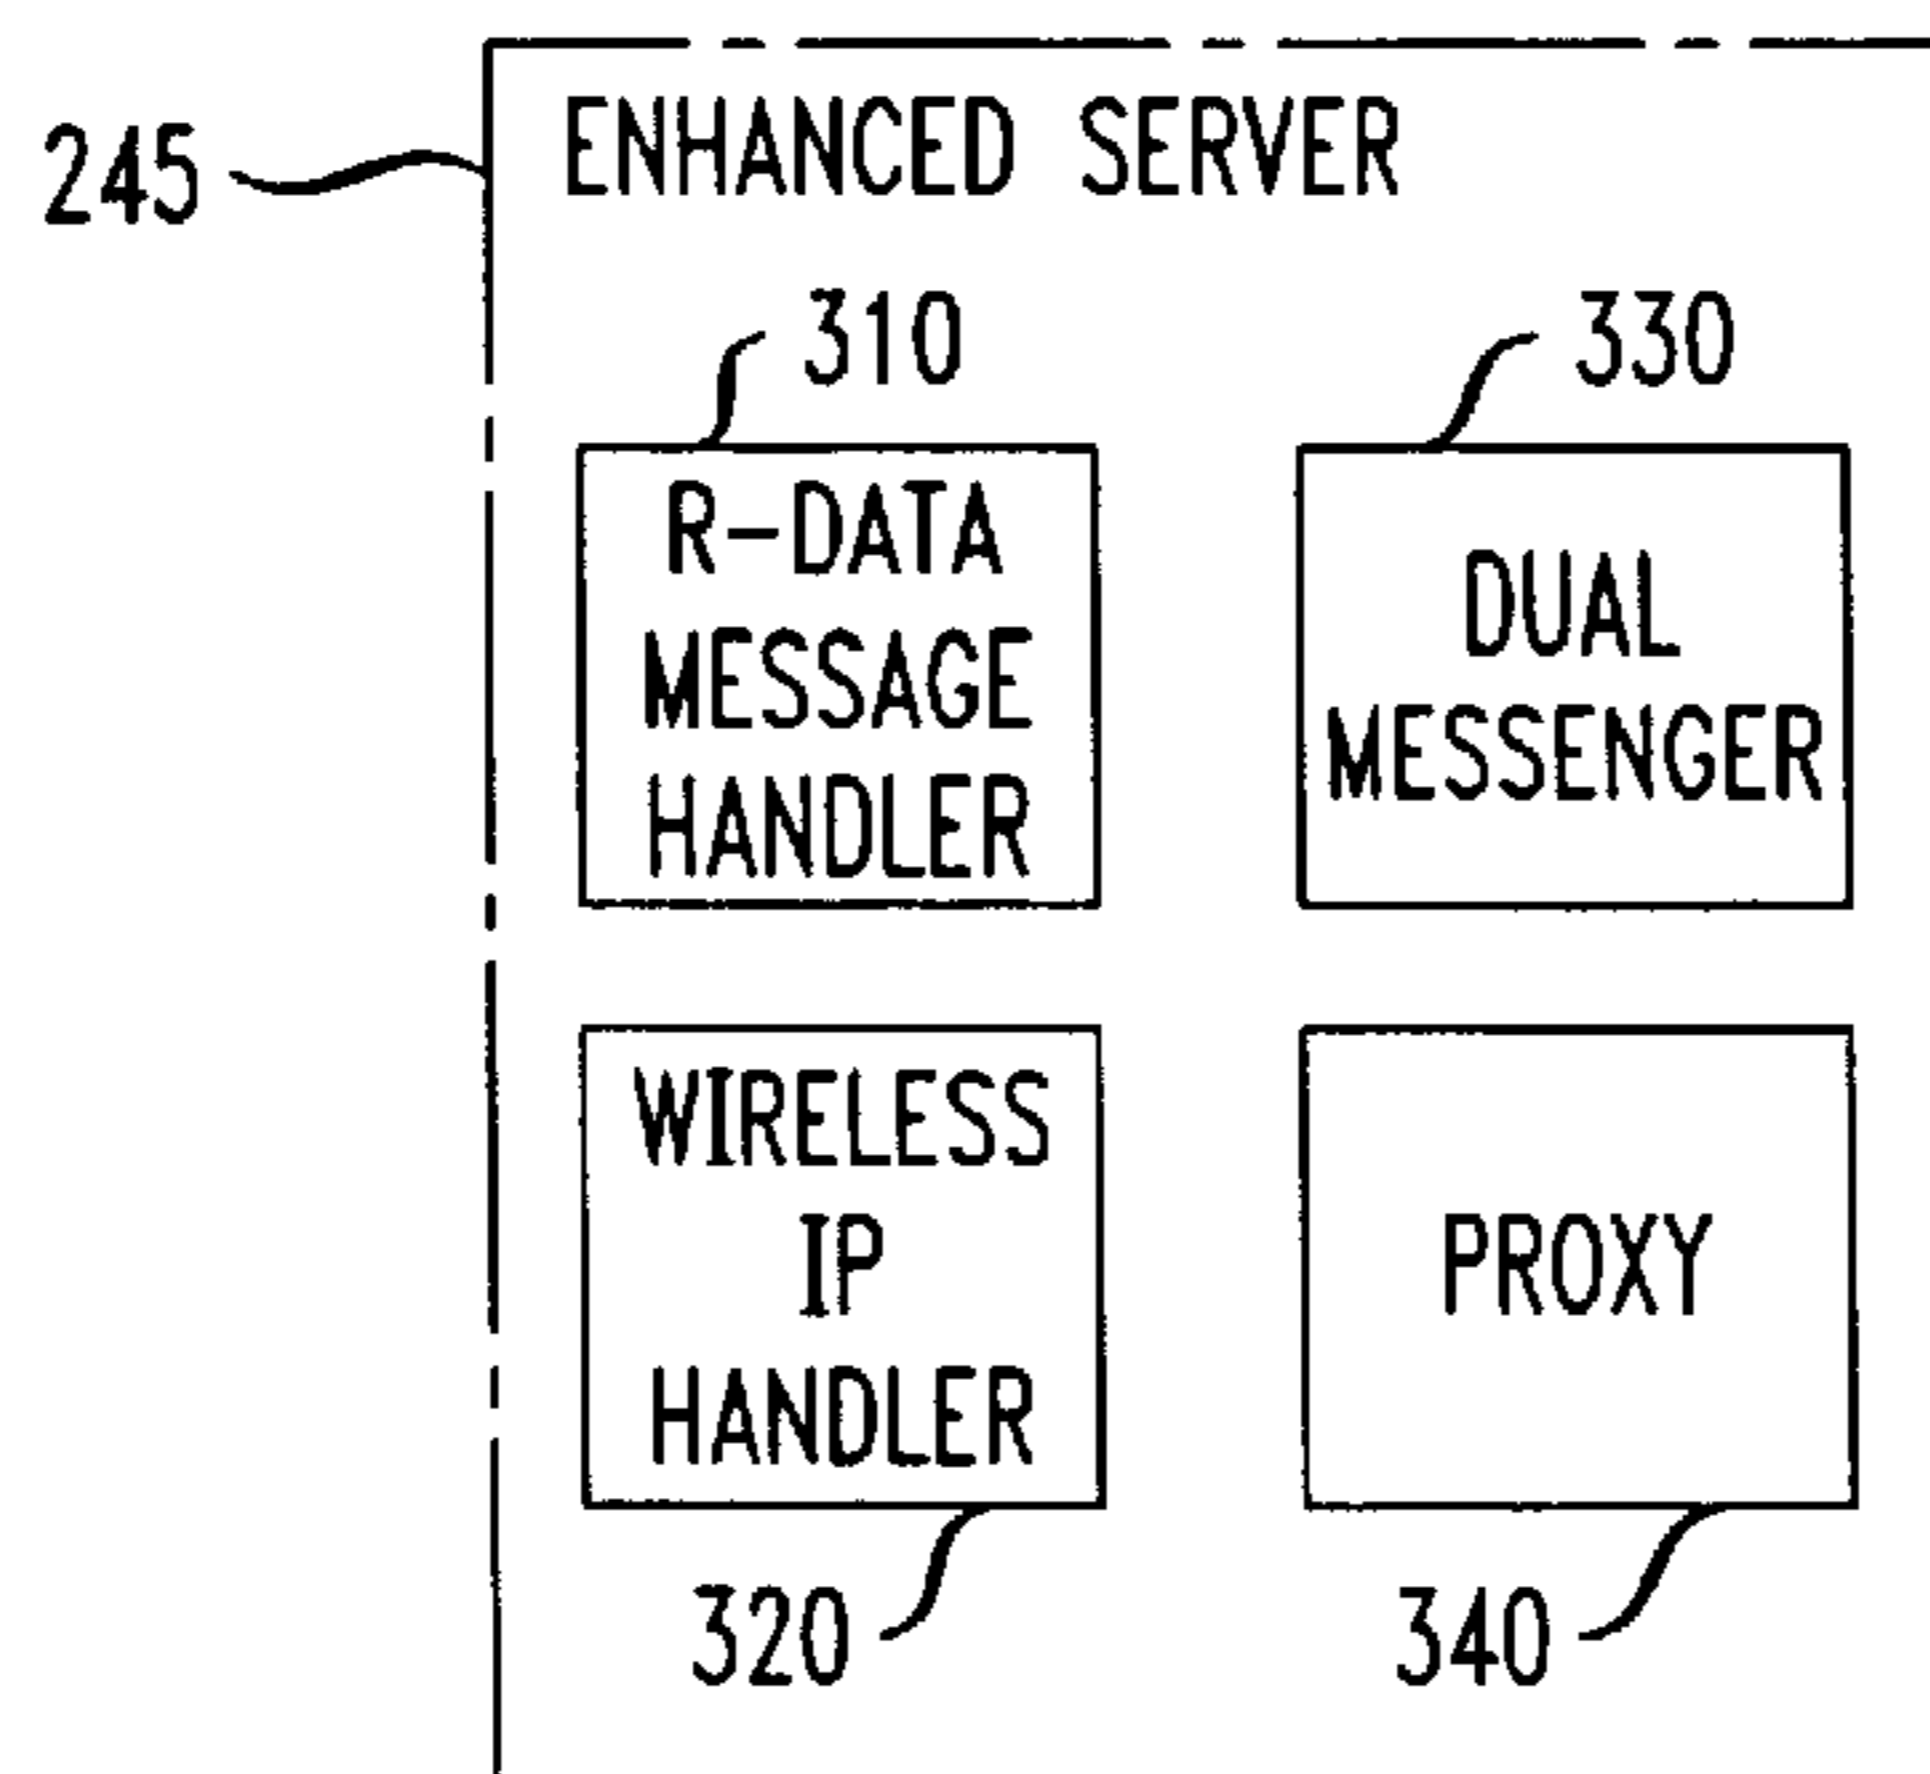 245
ENHANCED SERVER
310
330
R-DATA
MESSAGE
HANDLER
DUAL
MESSENGER
WIRELESS
IP
HANDLER
PROXY
320
340